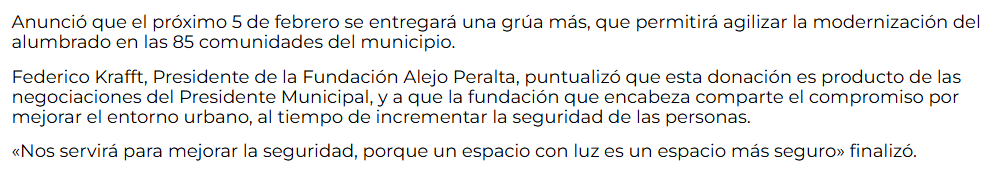 Anunció que el próximo 5 de febrero se entregará una grúa más, que permitirá agilizar la modernización del
alumbrado en las 85 comunidades del municipio.
Federico Krafft, Presidente de la Fundación Alejo Peralta, puntualizó que esta donación es producto de las
negociaciones del Presidente Municipal, y a que la fundación que encabeza comparte el compromiso por
mejorar el entorno urbano, al tiempo de incrementar la seguridad de las personas.
«Nos servirá para mejorar la seguridad, porque un espacio con luz es un espacio más seguro» finalizó.